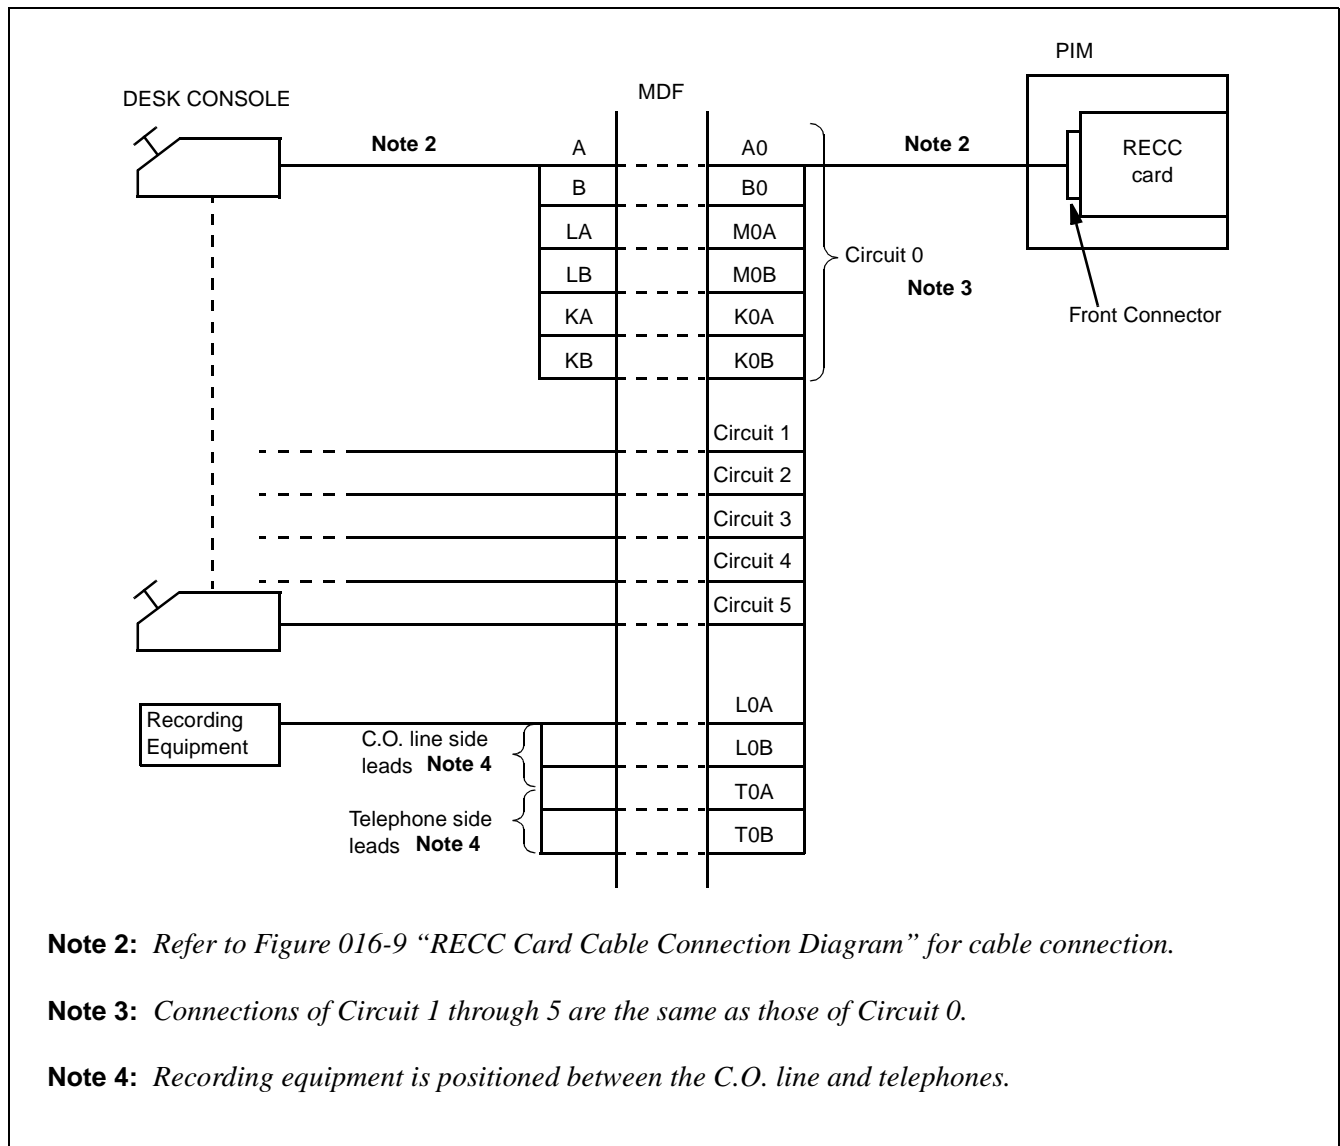 PIM
DESK CONSOLE
MDF
Note 2
A
A0
Note 2
RECC
card
B
B0
LA
M0A
LB
M0B
Circuit 0
Note 3
KA
K0A
Front Connector
KB
K0B
Circuit 1
Circuit 2
Circuit 3
Circuit 4
Circuit 5
L0A
Recording
Equipment
C.O. line side
leads Note 4
L0B
T0A
Telephone side
leads Note 4
T0B
Note 2: Refer to Figure 016-9 “RECC Card Cable Connection Diagram” for cable connection.
Note 3: Connections of Circuit 1 through 5 are the same as those of Circuit 0.
Note 4: Recording equipment is positioned between the C.O. line and telephones.